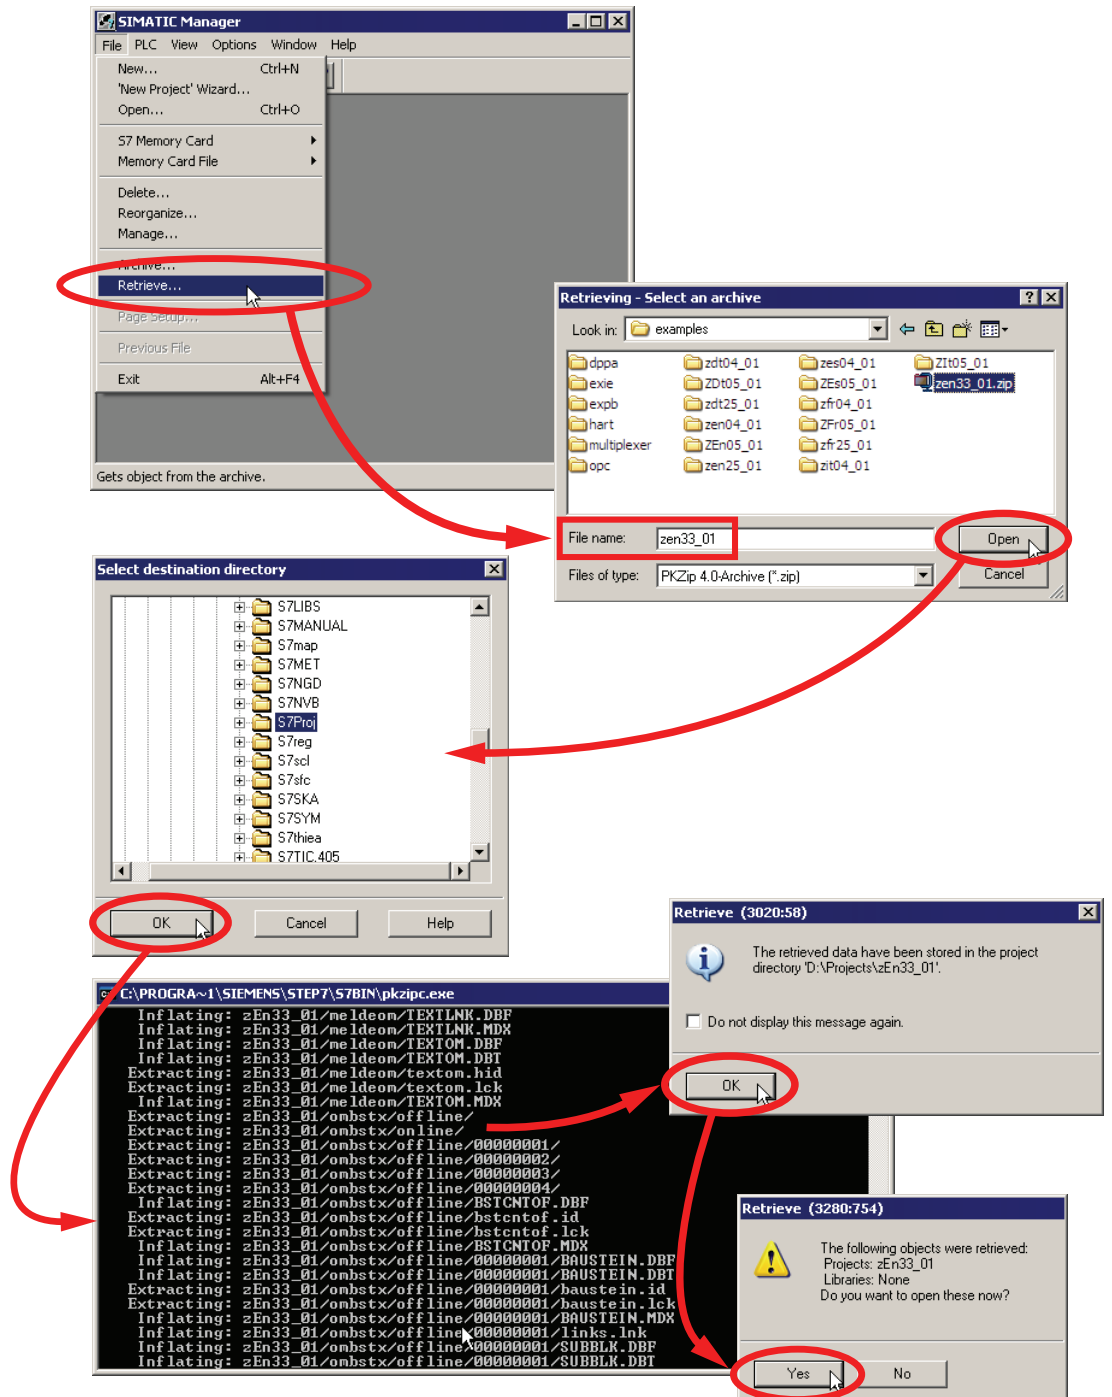 SIMATIC Manager
File PLC View Options Window Help
New... Ctrl+N
'New Project' Wizard...
Open... Ctrl+O
S7 Memory Card
Memory Card File
Delete...
Reorganize...
Manage...
Archive...
Retrieve...
Page Setup...
Previous File
Exit Alt+F4
Gets object from the archive.
Retrieving - Select an archive
Look in: examples
dppa zdt04_01 zes04_01 ZIt05_01
exie ZDt05_01 ZEs05_01 zen33_01.zip
expb zdt25_01 zfr04_01
hart zen04_01 ZFr05_01
multiplexer ZEn05_01 zfr25_01
opc zen25_01 zit04_01
File name: zen33_01 Open
Files of type: PKZip 4.0-Archive (*.zip) Cancel
Select destination directory
S7LIBS
S7MANUAL
S7map
S7MET
S7NGD
S7NVB
S7Proj
S7reg
S7scl
S7sfc
S7SKA
S7SYM
S7thiea
S7TIC.405
OK Cancel Help
C:\PROGRA~1\SIEMENS\STEP7\S7BIN\pkzipc.exe
Inflating: zEn33_01/meldeom/TEXTLNK.DBF
Inflating: zEn33_01/meldeom/TEXTLNK.MDX
Inflating: zEn33_01/meldeom/TEXTOM.DBF
Inflating: zEn33_01/meldeom/TEXTOM.DBT
Extracting: zEn33_01/meldeom/textom.hid
Extracting: zEn33_01/meldeom/textom.lck
Inflating: zEn33_01/meldeom/TEXTOM.MDX
Extracting: zEn33_01/ombstx/offline/
Extracting: zEn33_01/ombstx/online/
Extracting: zEn33_01/ombstx/offline/00000001/
Extracting: zEn33_01/ombstx/offline/00000002/
Extracting: zEn33_01/ombstx/offline/00000003/
Extracting: zEn33_01/ombstx/offline/00000004/
Inflating: zEn33_01/ombstx/offline/BSTCNTOF.DBF
Extracting: zEn33_01/ombstx/offline/bstcntof.id
Extracting: zEn33_01/ombstx/offline/bstcntof.lck
Inflating: zEn33_01/ombstx/offline/BSTCNTOF.MDX
Inflating: zEn33_01/ombstx/offline/00000001/BAUSTEIN.DBF
Inflating: zEn33_01/ombstx/offline/00000001/BAUSTEIN.DBT
Extracting: zEn33_01/ombstx/offline/00000001/baustein.id
Extracting: zEn33_01/ombstx/offline/00000001/baustein.lck
Inflating: zEn33_01/ombstx/offline/00000001/BAUSTEIN.MDX
Inflating: zEn33_01/ombstx/offline/00000001/links.lnk
Inflating: zEn33_01/ombstx/offline/00000001/SUBBLK.DBF
Inflating: zEn33_01/ombstx/offline/00000001/SUBBLK.DBT
Retrieve (3020:58)
The retrieved data have been stored in the project
directory 'D:\Projects\zEn33_01'.
Do not display this message again.
OK
Retrieve (3280:754)
The following objects were retrieved:
Projects: zEn33_01
Libraries: None
Do you want to open these now?
Yes No